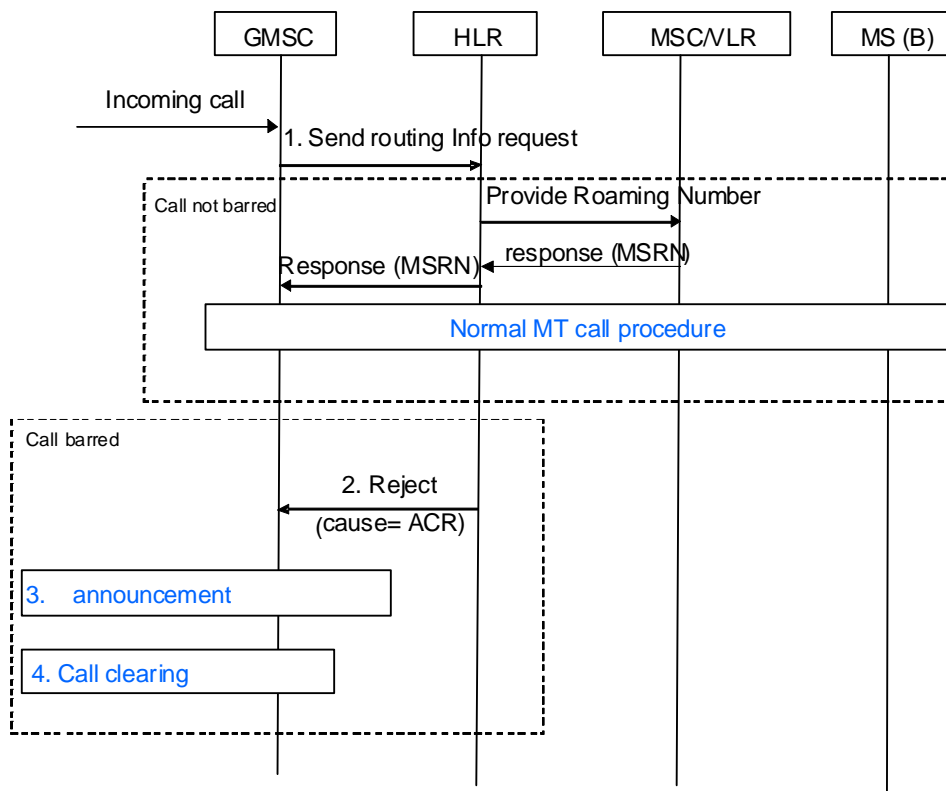 GMSC
HLR
MSC/VLR
MS (B)
Incoming call
1. Send routing Info request
Call not barred
Provide Roaming Number
response (MSRN)
Response (MSRN)
Normal MT call procedure
Call barred
2. Reject
(cause= ACR)
3. announcement
4. Call clearing